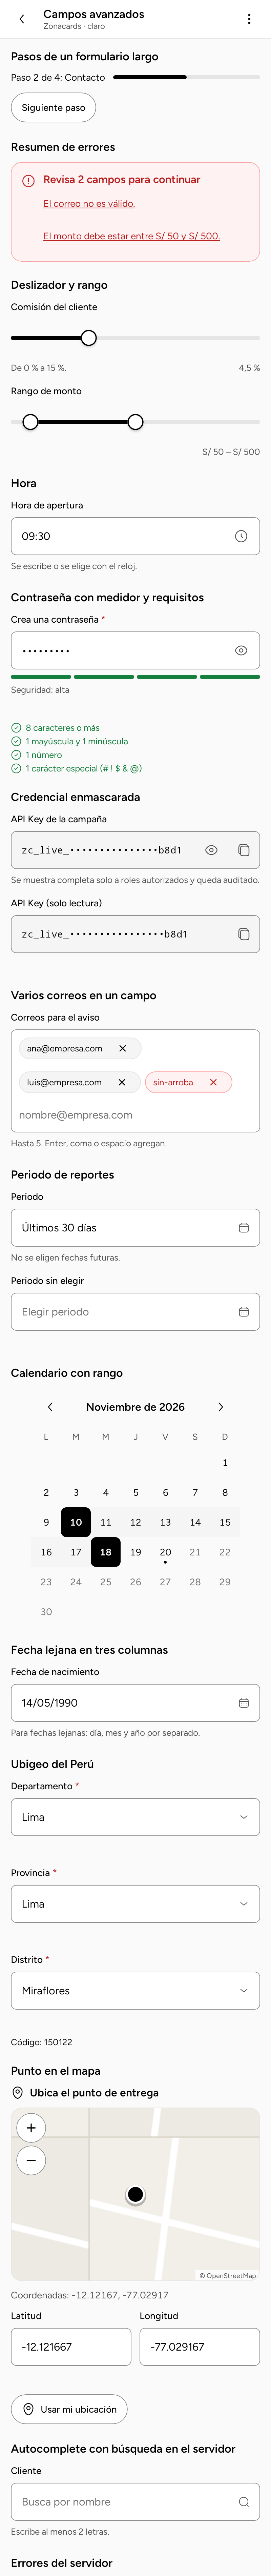 Campos avanzados
Zonacards · claro
Pasos de un formulario largo
Paso 2 de 4: Contacto
Siguiente paso
Resumen de errores
Revisa 2 campos para continuar
El correo no es válido.
El monto debe estar entre S/ 50 y S/ 500.
Deslizador y rango
Comisión del cliente
De 0 % a 15 %. 4,5 %
Rango de monto
S/ 50 – S/ 500
Hora
Hora de apertura
09:30
Se escribe o se elige con el reloj.
Contraseña con medidor y requisitos
Crea una contraseña *
•••••••••
Seguridad: alta
8 caracteres o más
1 mayúscula y 1 minúscula
1 número
1 carácter especial (# ! $ & @)
Credencial enmascarada
API Key de la campaña
zc_live_••••••••••••••••b8d1
Se muestra completa solo a roles autorizados y queda auditado.
API Key (solo lectura)
zc_live_•••••••••••••••••b8d1
Varios correos en un campo
Correos para el aviso
ana@empresa.com
luis@empresa.com sin-arroba
nombre@empresa.com
Hasta 5. Enter, coma o espacio agregan.
Periodo de reportes
Periodo
Últimos 30 días
No se eligen fechas futuras.
Periodo sin elegir
Elegir periodo
Calendario con rango
Noviembre de 2026
L M M J V S D
1
2 3 4 5 6 7 8
9 10 11 12 13 14 15
16 17 18 19 20 21 22
23 24 25 26 27 28 29
30
Fecha lejana en tres columnas
Fecha de nacimiento
14/05/1990
Para fechas lejanas: día, mes y año por separado.
Ubigeo del Perú
Departamento *
Lima
Provincia *
Lima
Distrito *
Miraflores
Código: 150122
Punto en el mapa
Ubica el punto de entrega
+
−
© OpenStreetMap
Coordenadas: -12.12167, -77.02917
Latitud Longitud
-12.121667 -77.029167
Usar mi ubicación
Autocomplete con búsqueda en el servidor
Cliente
Busca por nombre
Escribe al menos 2 letras.
Errores del servidor